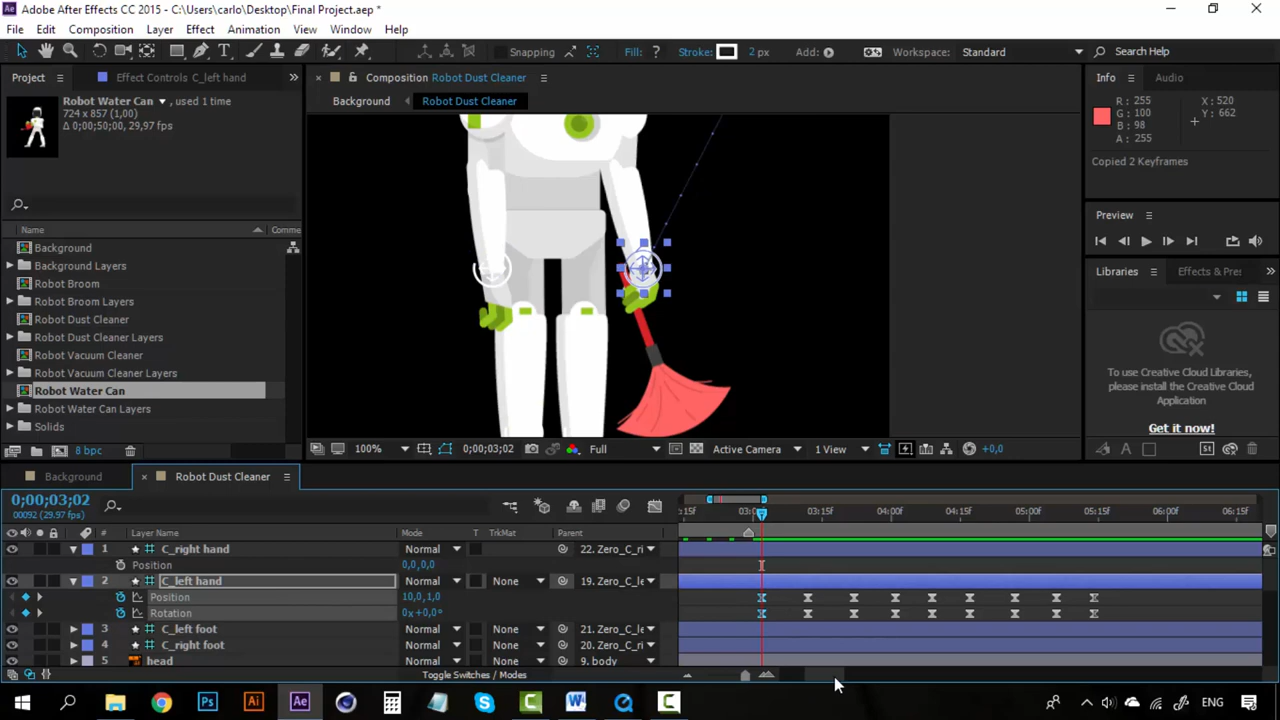 Adobe After Effects CC 2015 - C:\Users\carlo\Desktop\Final Project.aep *
File Edit Composition Layer Effect Animation View Window Help
Snapping Fill: ? Stroke: 2 px Add: Workspace: Standard Search Help
Project Effect Controls C_left hand Composition Robot Dust Cleaner Info Audio
Robot Water Can , used 1 time
724 x 857 (1,00)
Δ 0;00;50;00, 29,97 fps
Background Robot Dust Cleaner
R : 255 X : 520
G : 100 Y : 662
B : 98
A : 255
Copied 2 Keyframes
Preview
Name Comme
Background
Background Layers
Robot Broom
Robot Broom Layers
Robot Dust Cleaner
Robot Dust Cleaner Layers
Robot Vacuum Cleaner
Robot Vacuum Cleaner Layers
Robot Water Can
Robot Water Can Layers
Solids
Libraries Effects & Pres
To use Creative Cloud Libraries,
please install the Creative Cloud
Application
Get it now!
8 bpc 100% 0;00;03;02 Full Active Camera 1 View +0,0
Background Robot Dust Cleaner
0;00;03;02
00092 (29.97 fps)
:15f 03:0 03:15f 04:00f 04:15f 05:00f 05:15f 06:00f 06:15f
# Layer Name Mode T TrkMat Parent
1 C_right hand Normal 22. Zero_C_ri
Position 0,0,0,0
2 C_left hand Normal None 19. Zero_C_le
Position 10,0,1,0
Rotation 0x+0,0°
3 C_left foot Normal None 21. Zero_C_le
4 C_right foot Normal None 20. Zero_C_ri
5 head Normal None 9. body
Toggle Switches / Modes
Ps Ai Ae ENG